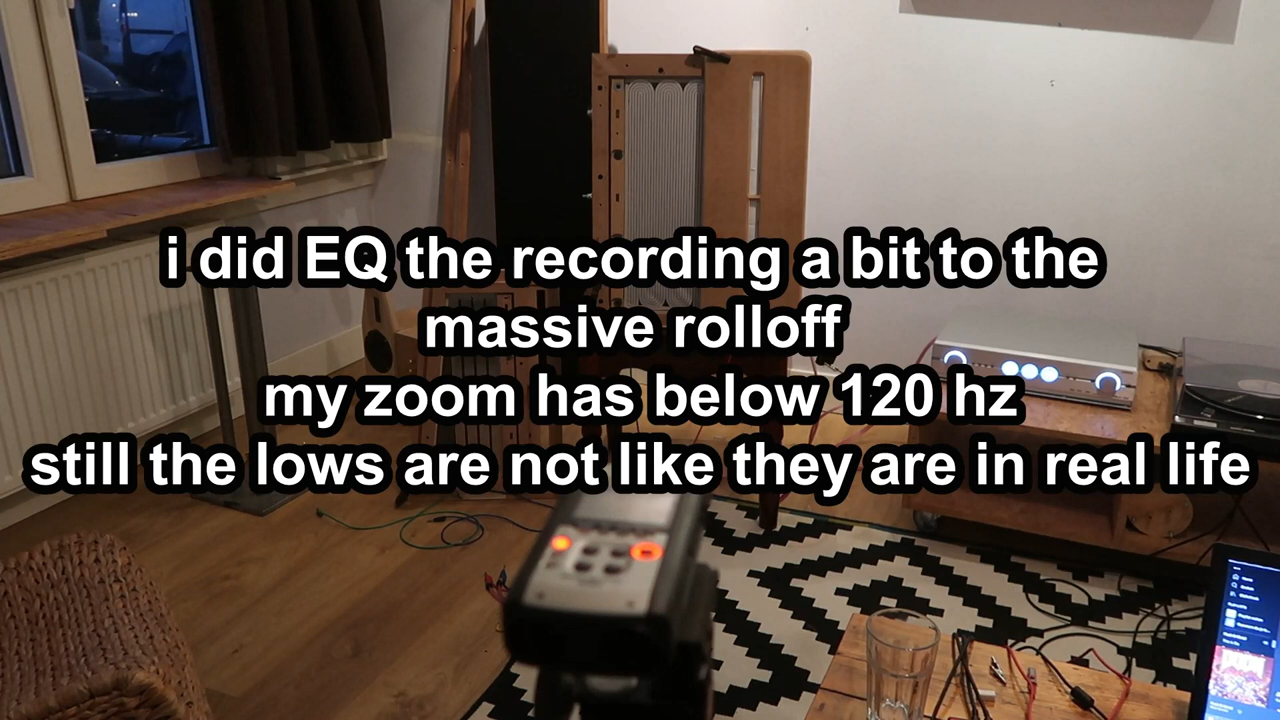 i did EQ the recording a bit to the
massive rolloff
my zoom has below 120 hz
still the lows are not like they are in real life